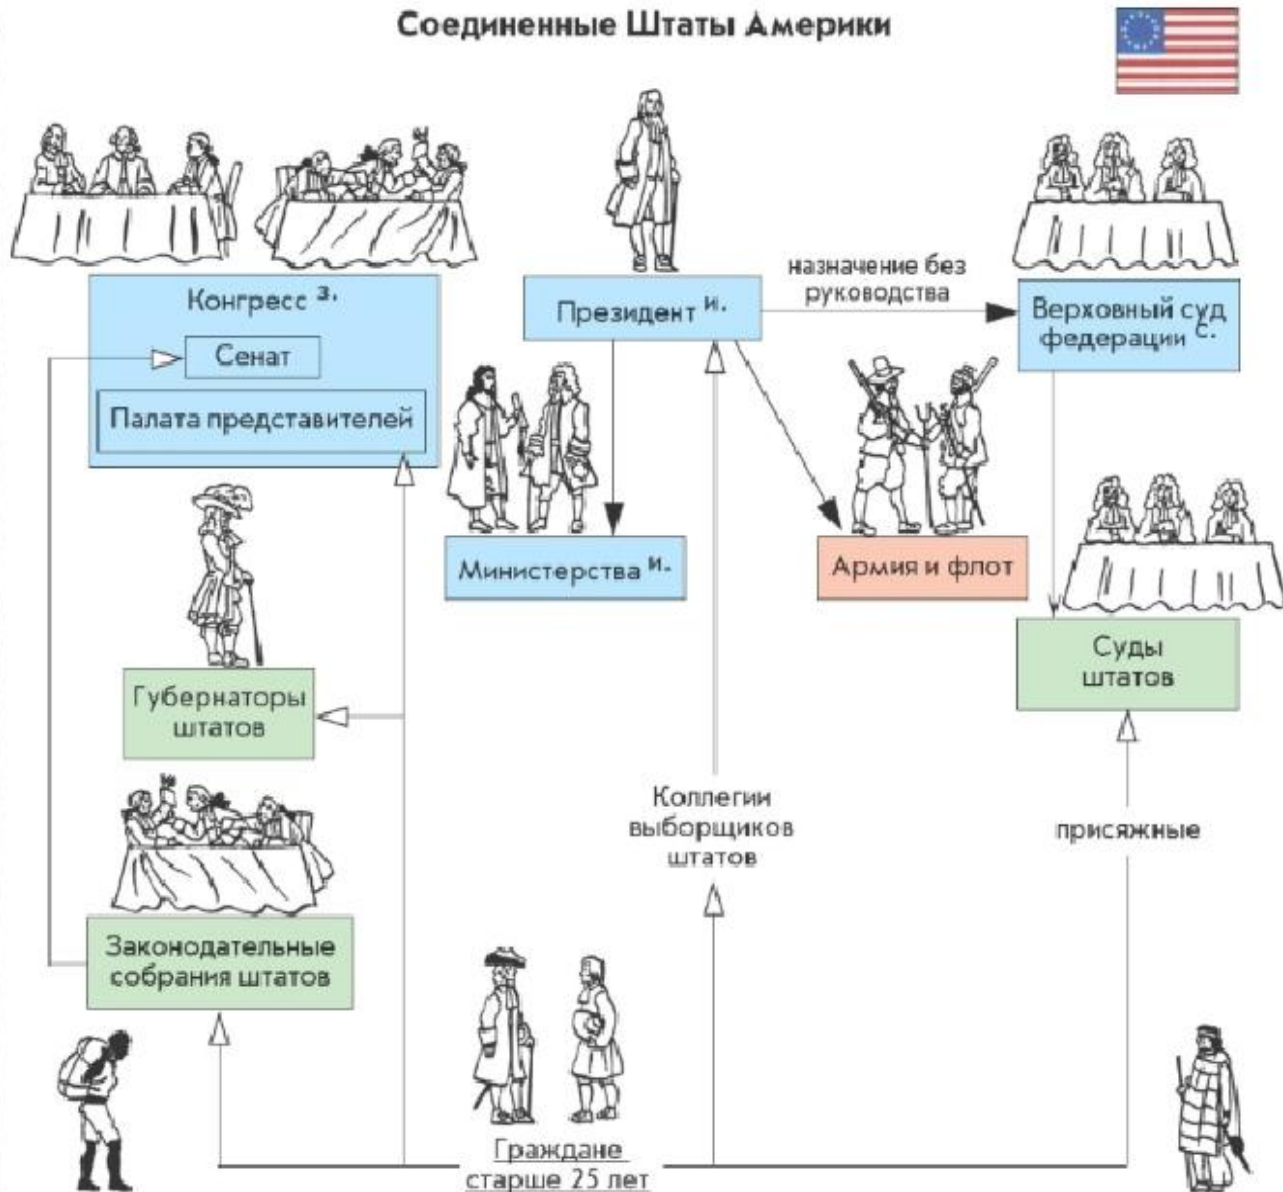 Соединенные Штаты Америки
Конгресс з.
Сенат
Палата представителей
Президент и.
назначение без
руководства
Верховный суд
федерации с.
Министерства и.
Армия и флот
Суды
штатов
Губернаторы
штатов
Коллегии
выборщиков
штатов
присяжные
Законодательные
собрания штатов
Граждане
старше 25 лет